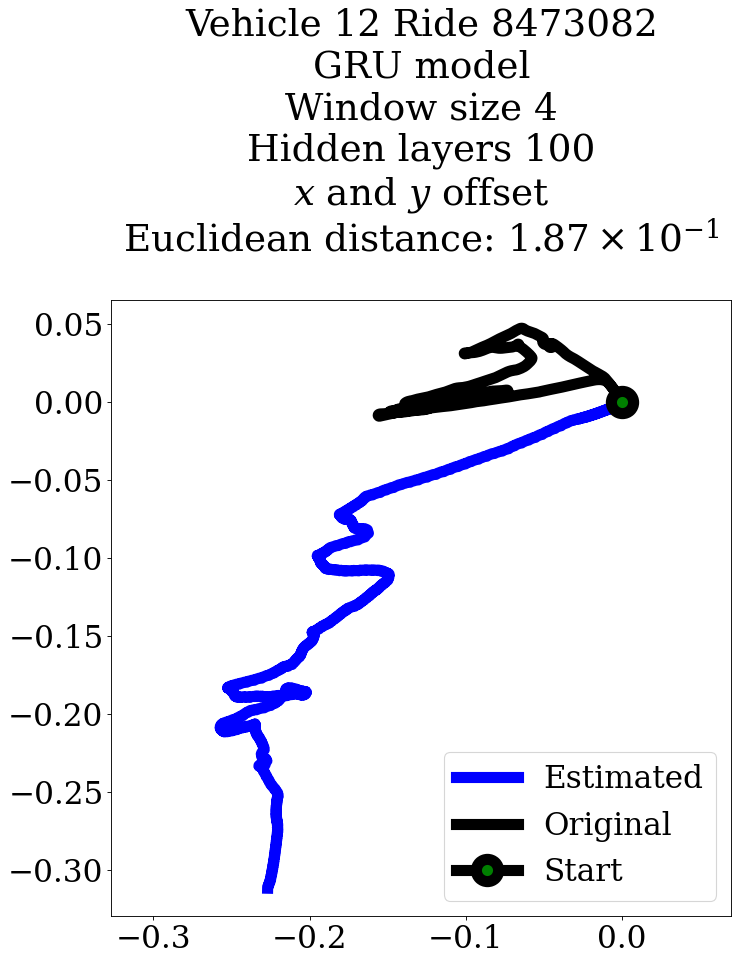 Vehicle 12 Ride 8473082
GRU model
Window size 4
Hidden layers 100
x and y offset
Euclidean distance: 1.87 × 10⁻¹
0.05
0.00
−0.05
−0.10
−0.15
−0.20
−0.25
−0.30
Estimated
Original
Start
−0.3 −0.2 −0.1 0.0